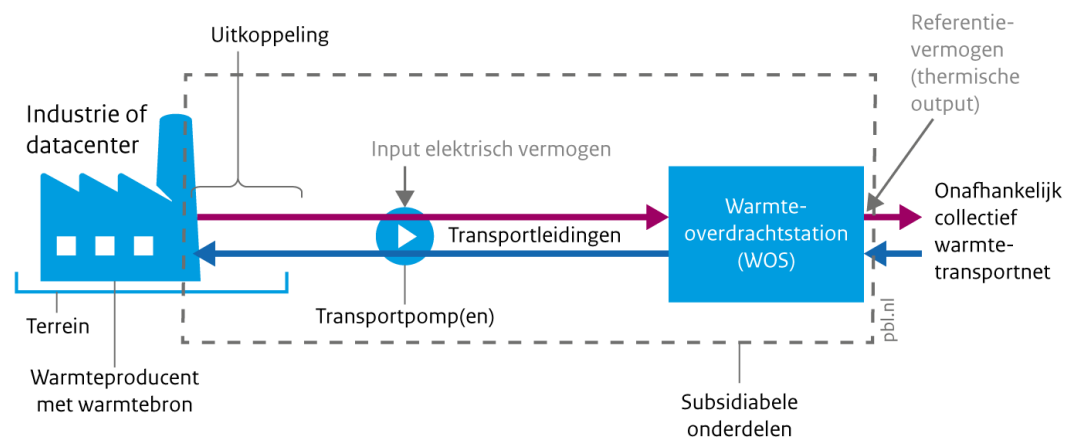 Uitkoppeling
Referentie-
vermogen
(thermische
output)
Industrie of
datacenter
Input elektrisch vermogen
Warmte-
overdrachtstation
(WOS)
Transportleidingen
Onafhankelijk
collectief
warmte-
transportnet
Transportpomp(en)
Terrein
pbl.nl
Warmteproducent
met warmtebron
Subsidiabele
onderdelen